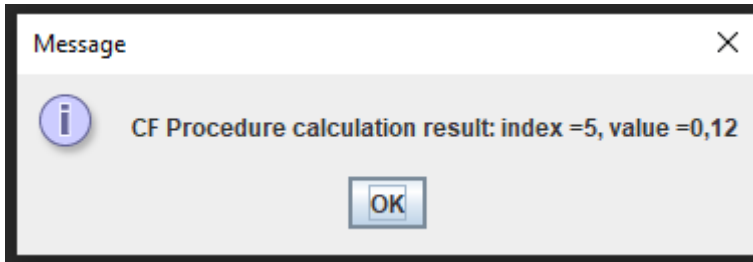 Message
CF Procedure calculation result: index =5, value =0,12
OK